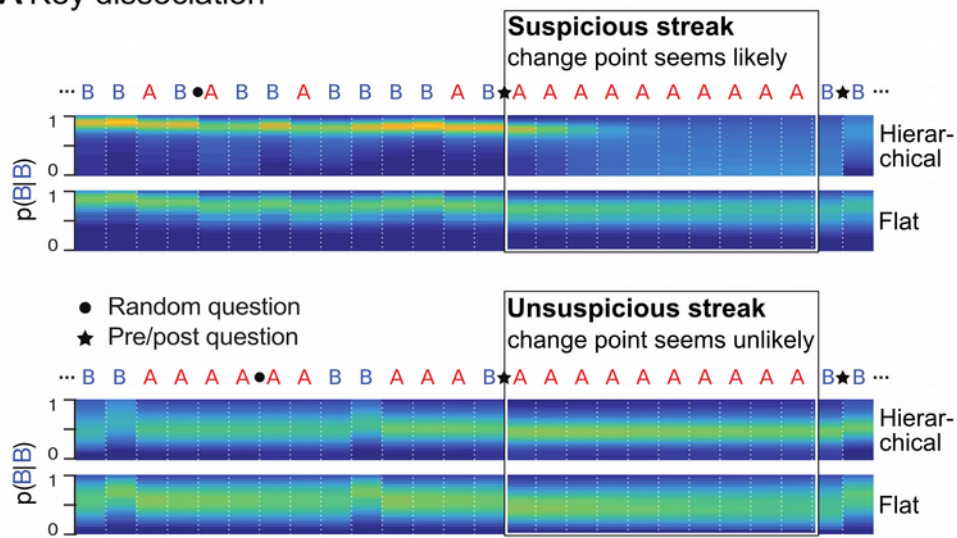 A Key dissociation
Suspicious streak
change point seems likely
··· B B A B ● A B B A B B B B A B ★ A A A A A A A A A A B ★ B ···
1
0
Hierar-
chical
p(B|B)
1
0
Flat
● Random question
★ Pre/post question
Unsuspicious streak
change point seems unlikely
··· B B A A A A ● A A B B A A A B ★ A A A A A A A A A A B ★ B ···
1
0
Hierar-
chical
p(B|B)
1
0
Flat